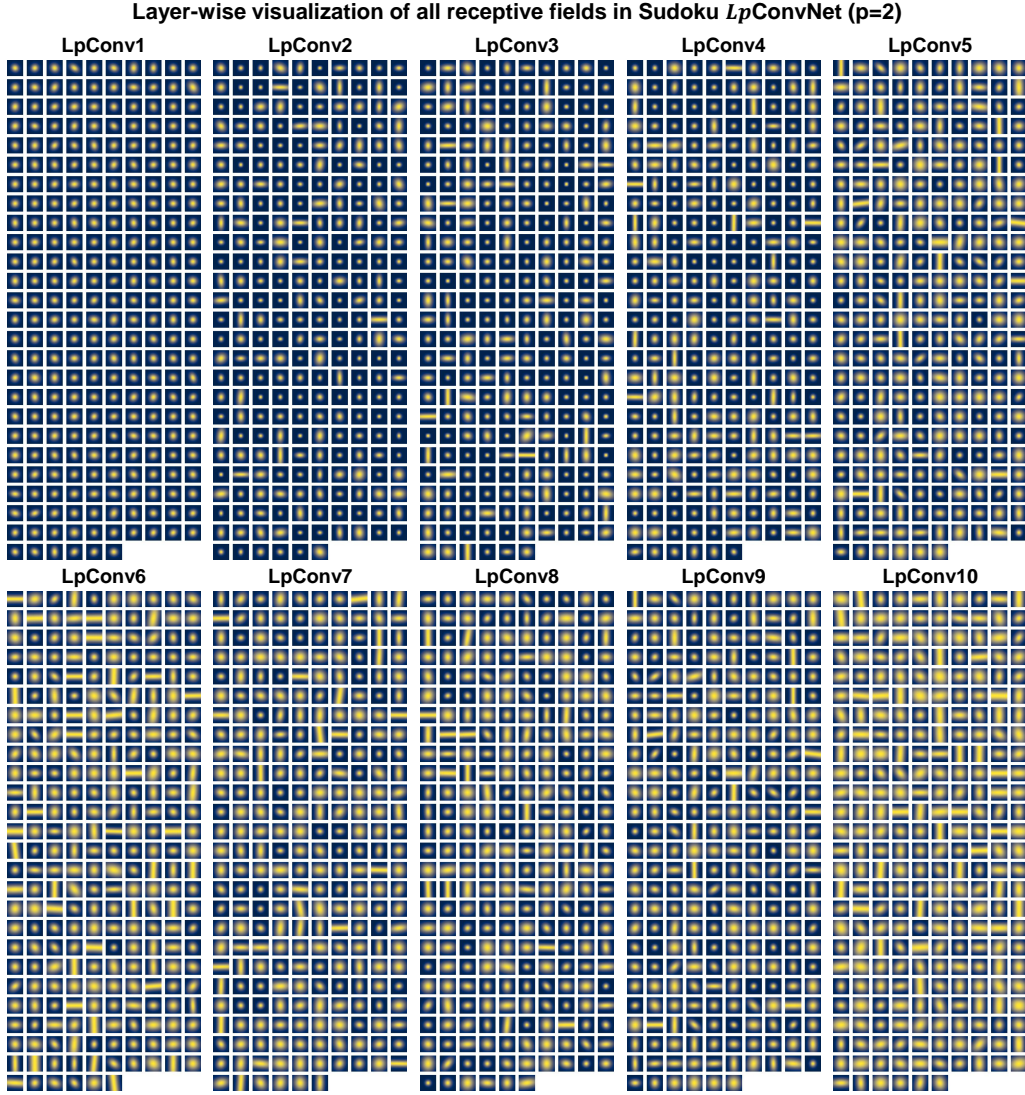 Layer-wise visualization of all receptive fields in Sudoku LpConvNet (p=2)
LpConv1 LpConv2 LpConv3 LpConv4 LpConv5
LpConv6 LpConv7 LpConv8 LpConv9 LpConv10